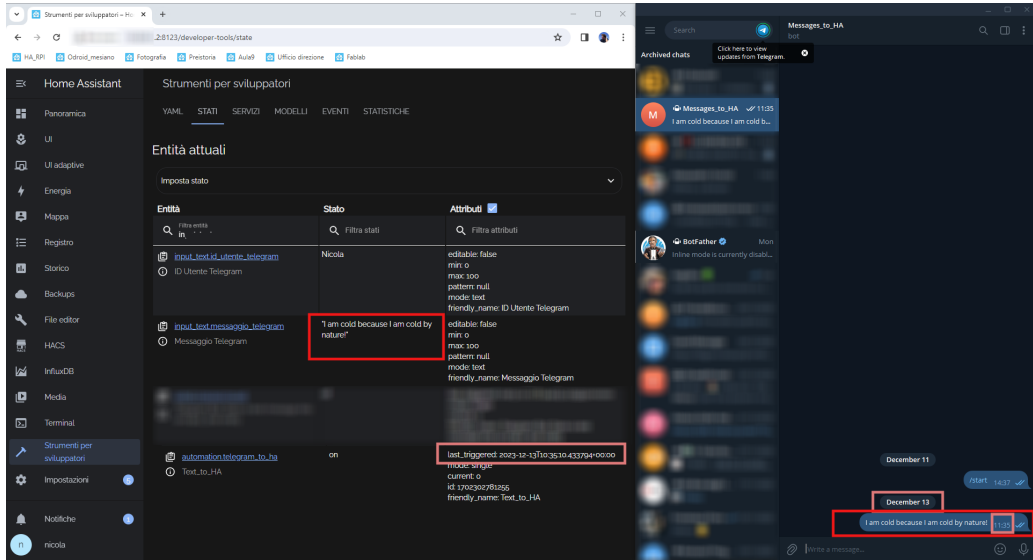 Strumenti per sviluppatori – Ho
.2:8123/developer-tools/state
HA_RPI
Odroid_mesiano
Fotografia
Preistoria
Aula9
Ufficio direzione
Fablab
Home Assistant
Panoramica
UI
UI adaptive
Energia
Mappa
Registro
Storico
Backups
File editor
HACS
InfluxDB
Media
Terminal
Strumenti per
sviluppatori
Impostazioni
Notifiche
n
nicola
Strumenti per sviluppatori
YAML STATI SERVIZI MODELLI EVENTI STATISTICHE
Entità attuali
Imposta stato
Entità Stato Attributi
Filtra entità
in
Filtra stati
Filtra attributi
input_text.id_utente_telegram
ID Utente Telegram
Nicola
editable: false
min: 0
max: 100
pattern: null
mode: text
friendly_name: ID Utente Telegram
input_text.messaggio_telegram
Messaggio Telegram
"I am cold because I am cold by
nature!"
editable: false
min: 0
max: 100
pattern: null
mode: text
friendly_name: Messaggio Telegram
automation.telegram_to_ha
Text_to_HA
on
last_triggered: 2023-12-13T10:35:10.433794+00:00
mode: single
current: 0
id: 1702302781255
friendly_name: Text_to_HA
Search
Archived chats
Click here to view
updates from Telegram.
M
Messages_to_HA 11:35
I am cold because I am cold b...
BotFather Mon
Inline mode is currently disabl...
Messages_to_HA
bot
December 11
/start 14:37
December 13
I am cold because I am cold by nature! 11:35
Write a message...